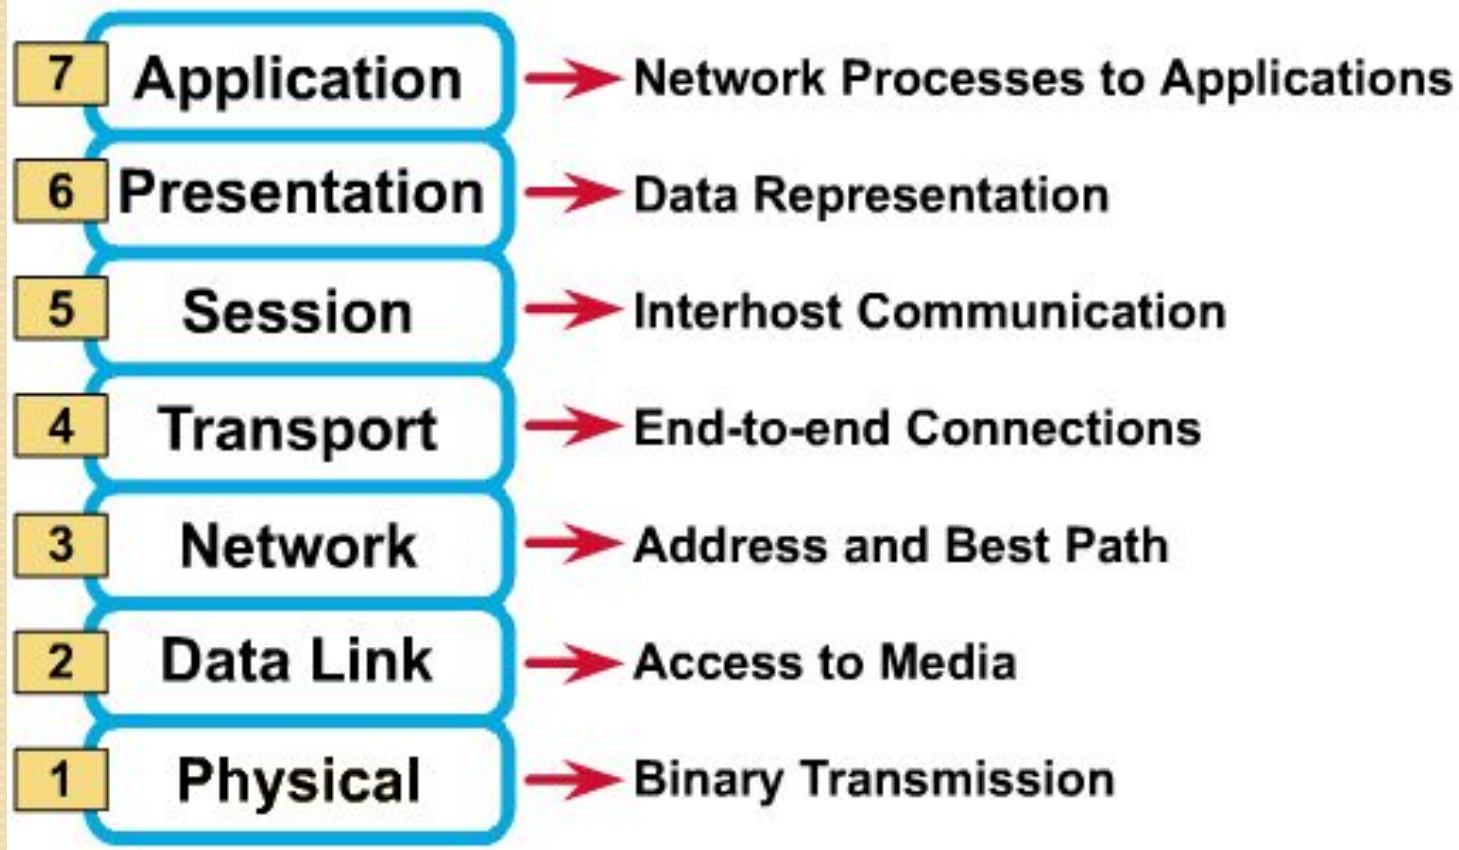 7 Application Network Processes to Applications
6 Presentation Data Representation
5 Session Interhost Communication
4 Transport End-to-end Connections
3 Network Address and Best Path
2 Data Link Access to Media
1 Physical Binary Transmission